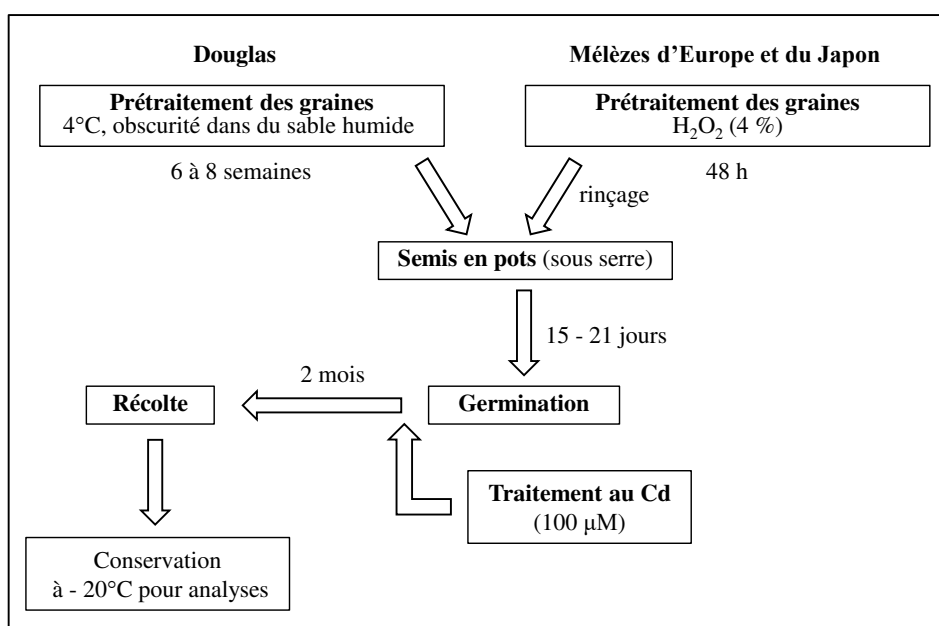 Douglas
Mélèzes d'Europe et du Japon
Prétraitement des graines
4°C, obscurité dans du sable humide
Prétraitement des graines
H₂O₂ (4 %)
6 à 8 semaines
48 h
rinçage
Semis en pots (sous serre)
15 - 21 jours
2 mois
Récolte
Germination
Traitement au Cd
(100 μM)
Conservation
à - 20°C pour analyses